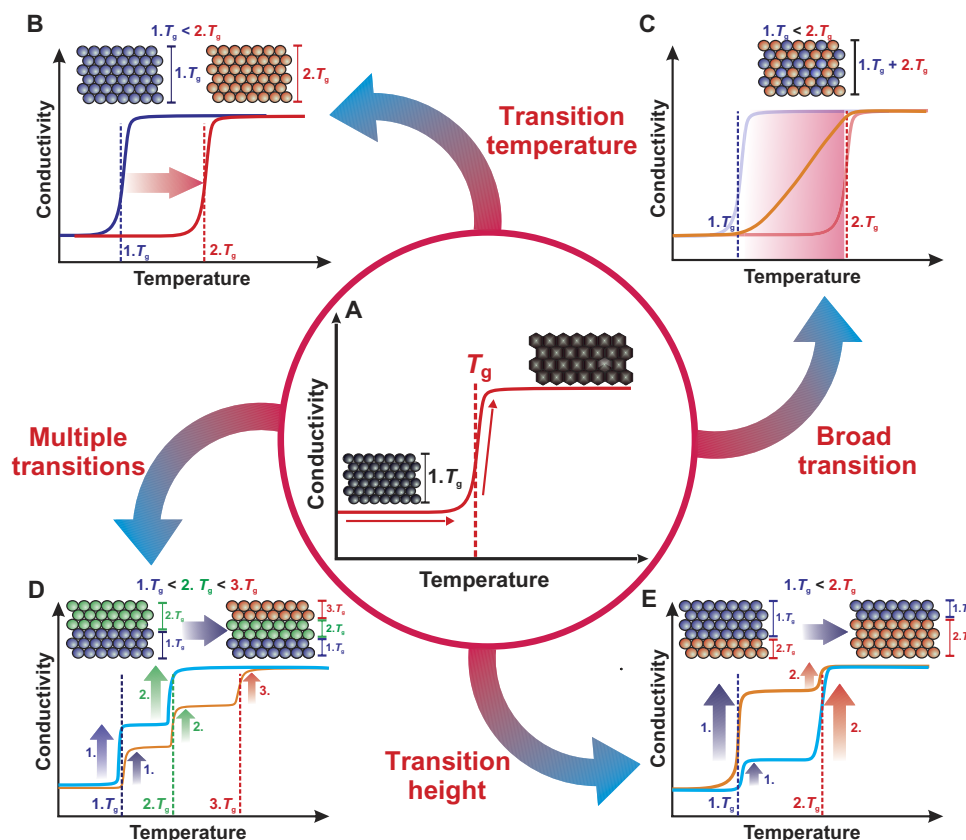 B
1.Tg < 2.Tg
1.Tg
2.Tg
Conductivity
1.Tg
2.Tg
Temperature
Transition
temperature
C
1.Tg < 2.Tg
1.Tg + 2.Tg
Conductivity
1.Tg
2.Tg
Temperature
A
Tg
1.Tg
Conductivity
Temperature
Multiple
transitions
Broad
transition
D
1.Tg < 2. Tg < 3.Tg
2.Tg
1.Tg
3.Tg
2.Tg
1.Tg
Conductivity
1.
2.
1.
2.
3.
1.Tg
2.Tg
3.Tg
Temperature
Transition
height
E
1.Tg < 2.Tg
1.Tg
2.Tg
1.Tg
2.Tg
Conductivity
1.
2.
1.
2.
1.Tg
2.Tg
Temperature